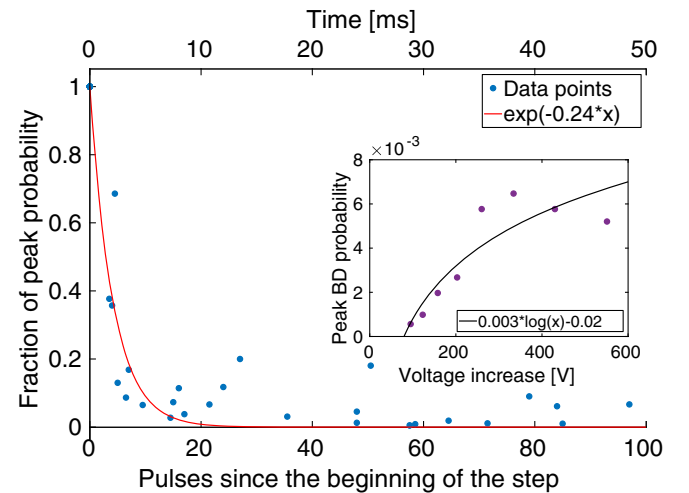 Time [ms]
0 10 20 30 40 50
1
0.8
0.6
0.4
0.2
0
Fraction of peak probability
Data points
exp(-0.24*x)
×10⁻³
8
6
4
2
0
Peak BD probability
0.003*log(x)-0.02
0 200 400 600
Voltage increase [V]
0 20 40 60 80 100
Pulses since the beginning of the step